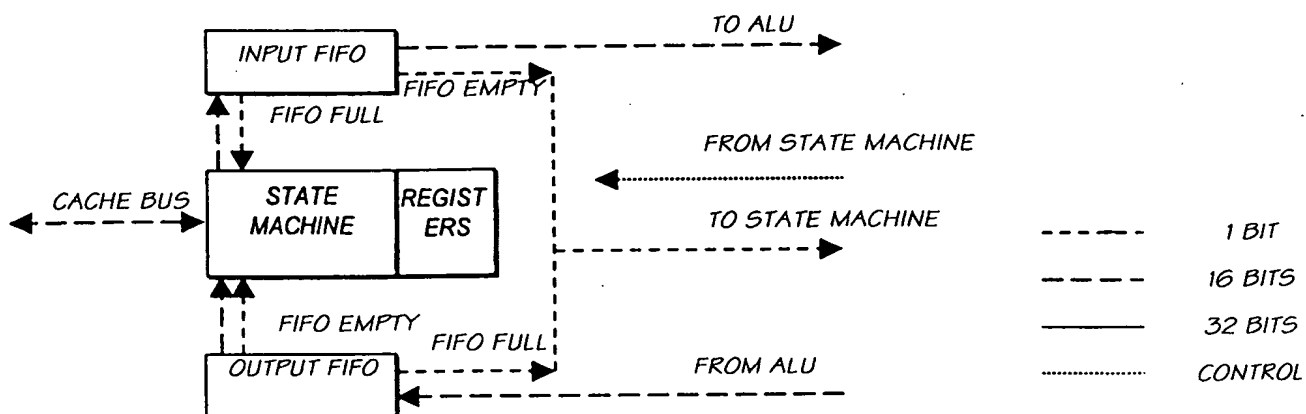 TO ALU
INPUT FIFO
FIFO EMPTY
FIFO FULL
FROM STATE MACHINE
CACHE BUS
STATE
MACHINE
REGIST
ERS
TO STATE MACHINE
1 BIT
16 BITS
FIFO EMPTY
32 BITS
FIFO FULL
OUTPUT FIFO
FROM ALU
CONTROL